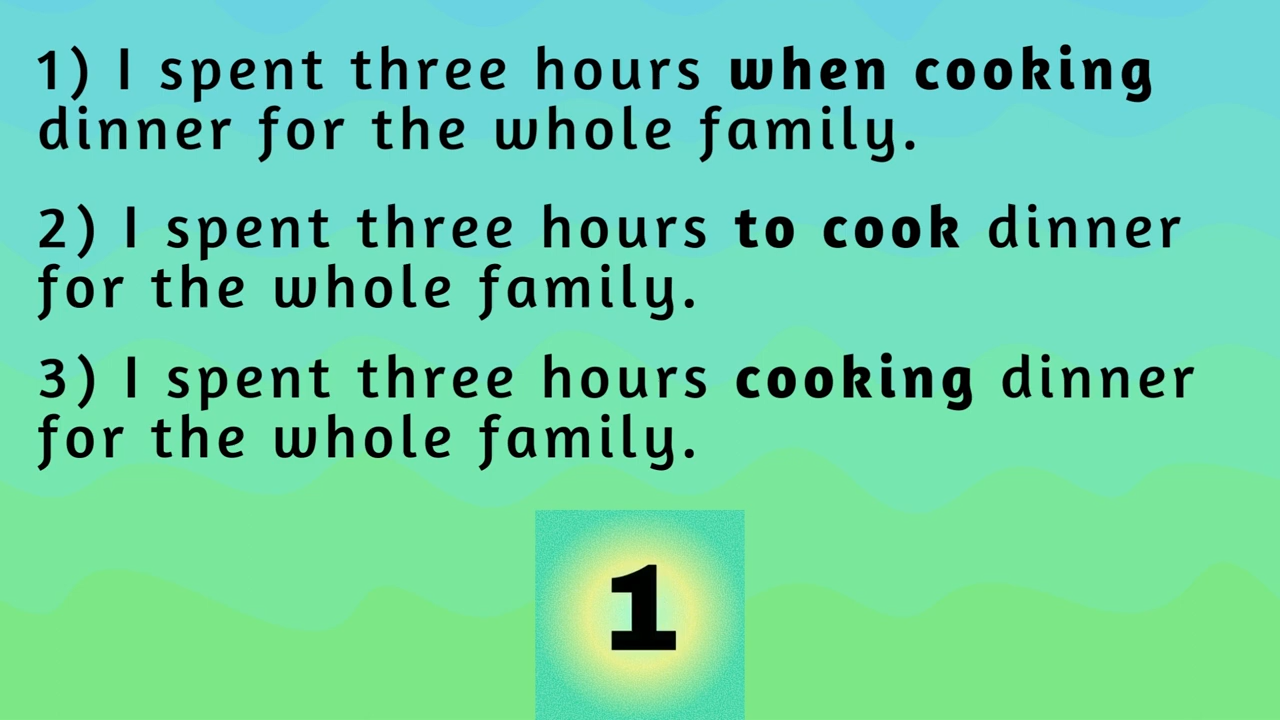 1) I spent three hours when cooking
dinner for the whole family.
2) I spent three hours to cook dinner
for the whole family.
3) I spent three hours cooking dinner
for the whole family.
1